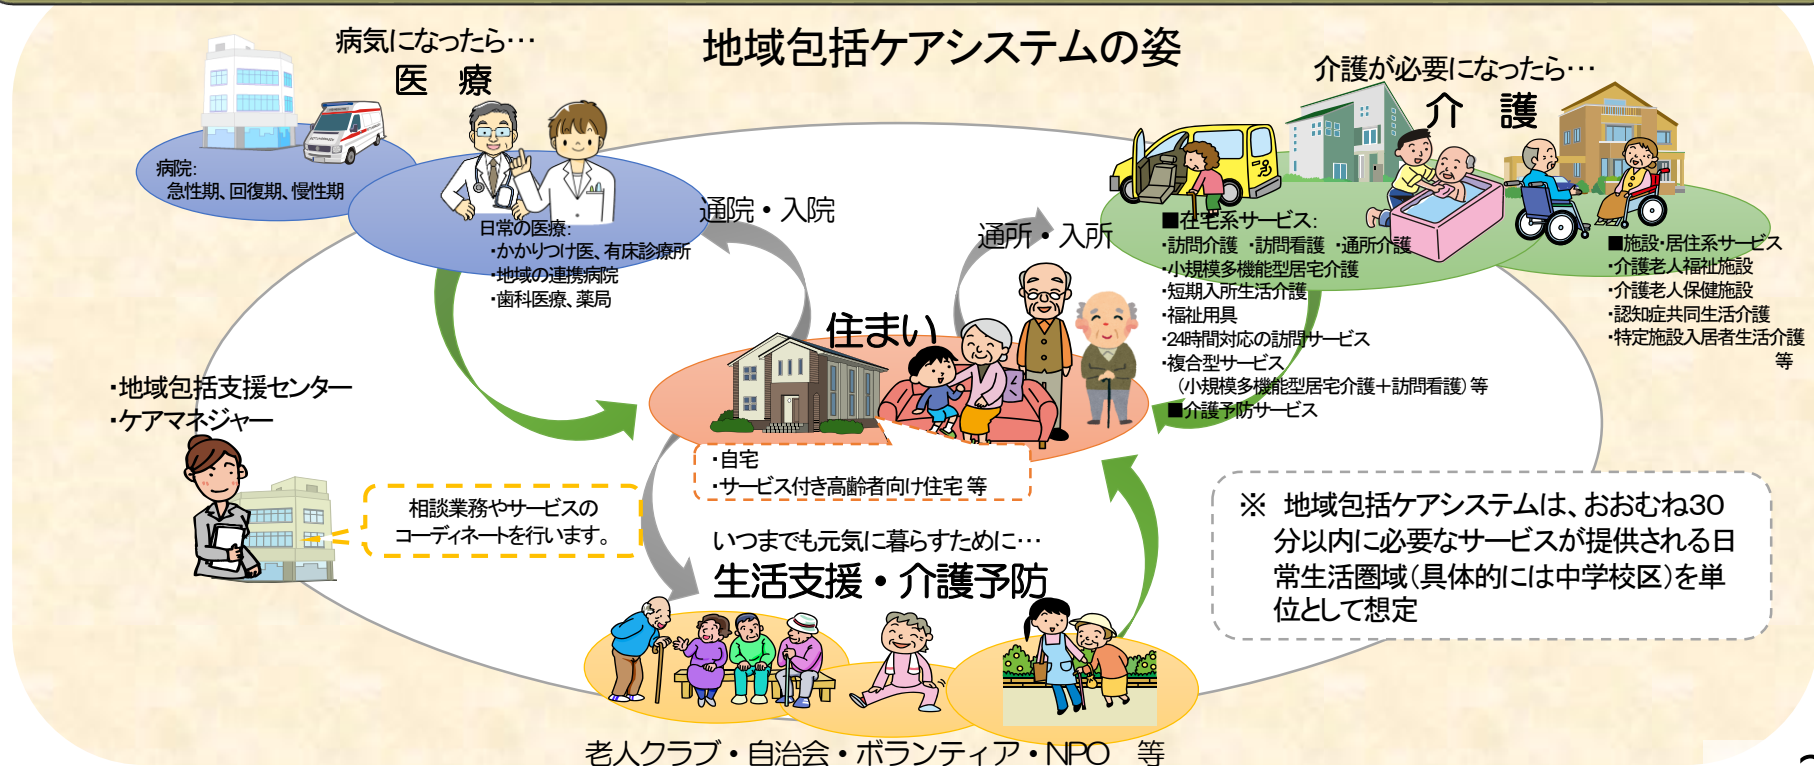 地域包括ケアシステムの姿
病気になったら…
医 療
病院:
急性期、回復期、慢性期
日常の医療:
・かかりつけ医、有床診療所
・地域の連携病院
・歯科医療、薬局
通院・入院
通所・入所
介護が必要になったら…
介 護
■在宅系サービス:
・訪問介護 ・訪問看護 ・通所介護
・小規模多機能型居宅介護
・短期入所生活介護
・福祉用具
・24時間対応の訪問サービス
・複合型サービス
（小規模多機能型居宅介護＋訪問看護）等
■介護予防サービス
■施設・居住系サービス
・介護老人福祉施設
・介護老人保健施設
・認知症共同生活介護
・特定施設入居者生活介護
等
住まい
・自宅
・サービス付き高齢者向け住宅 等
・地域包括支援センター
・ケアマネジャー
相談業務やサービスの
コーディネートを行います。
いつまでも元気に暮らすために…
生活支援・介護予防
老人クラブ・自治会・ボランティア・NPO 等
※ 地域包括ケアシステムは、おおむね30
分以内に必要なサービスが提供される日
常生活圏域（具体的には中学校区）を単
位として想定